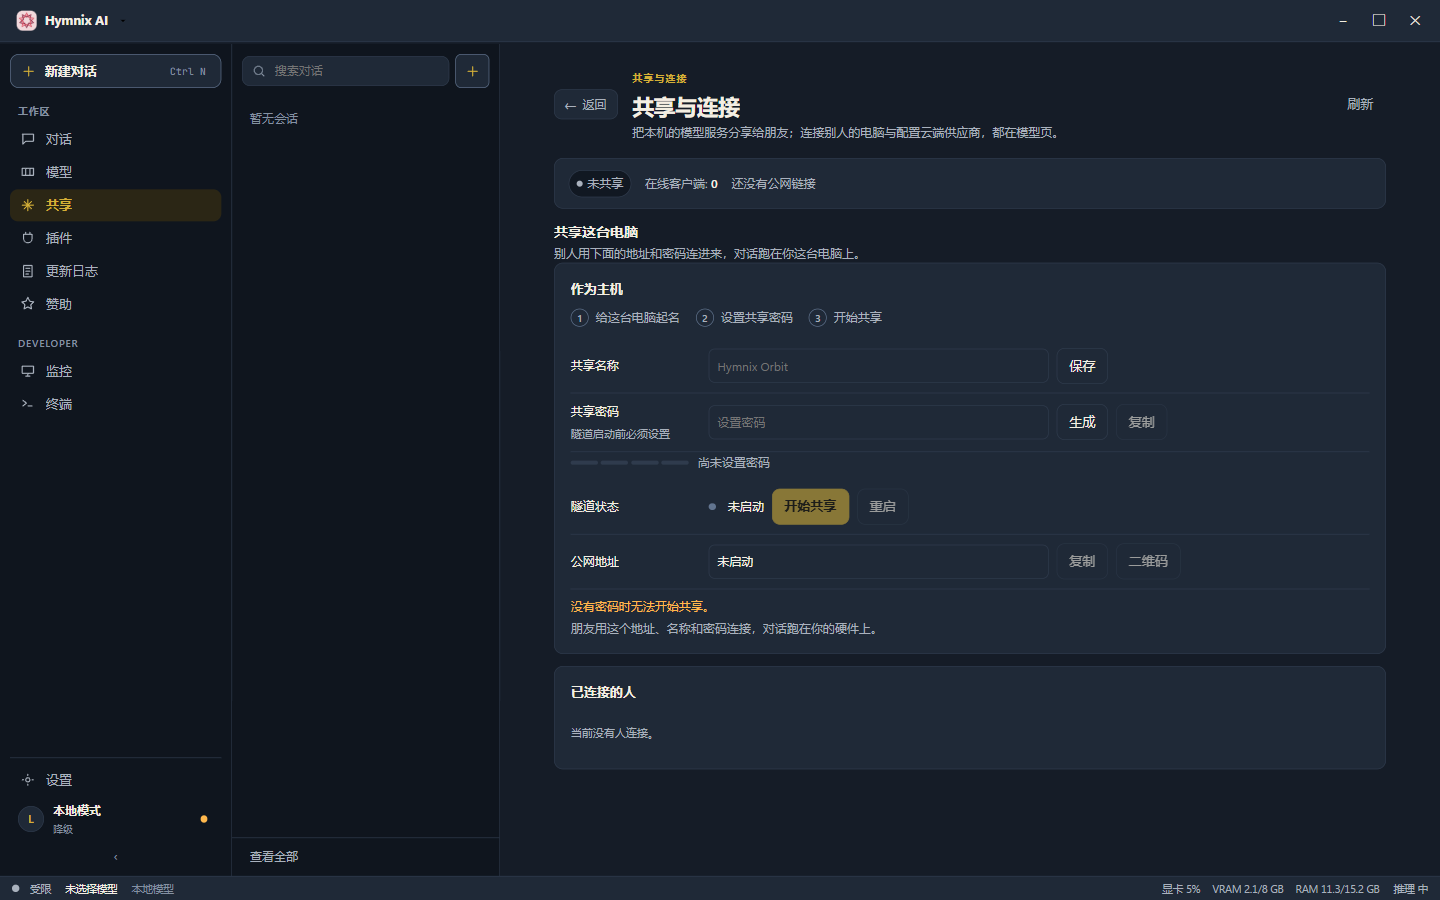 Hymnix AI
新建对话 Ctrl N
工作区
对话
模型
共享
插件
更新日志
赞助
DEVELOPER
监控
终端
设置
L
本地模式
降级
搜索对话
暂无会话
查看全部
← 返回
共享与连接
共享与连接
把本机的模型服务分享给朋友；连接别人的电脑与配置云端供应商，都在模型页。
刷新
未共享 在线客户端: 0 还没有公网链接
共享这台电脑
别人用下面的地址和密码连进来，对话跑在你这台电脑上。
作为主机
1 给这台电脑起名 2 设置共享密码 3 开始共享
共享名称 Hymnix Orbit 保存
共享密码 设置密码 生成 复制
隧道启动前必须设置
尚未设置密码
隧道状态 未启动 开始共享 重启
公网地址 未启动 复制 二维码
没有密码时无法开始共享。
朋友用这个地址、名称和密码连接，对话跑在你的硬件上。
已连接的人
当前没有人连接。
受限 未选择模型 本地模型 显卡 5% VRAM 2.1/8 GB RAM 11.3/15.2 GB 推理 中